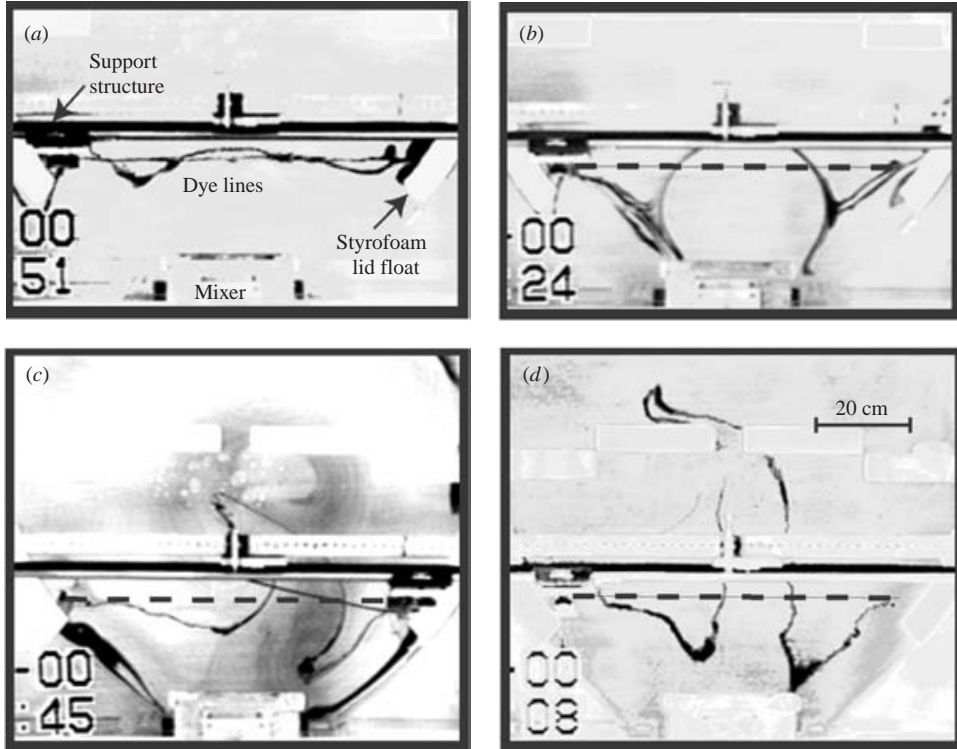 (a)
Support
structure
Dye lines
Styrofoam
lid float
Mixer
00
51
(b)
-00
24
(c)
-00
:45
(d)
20 cm
00
08